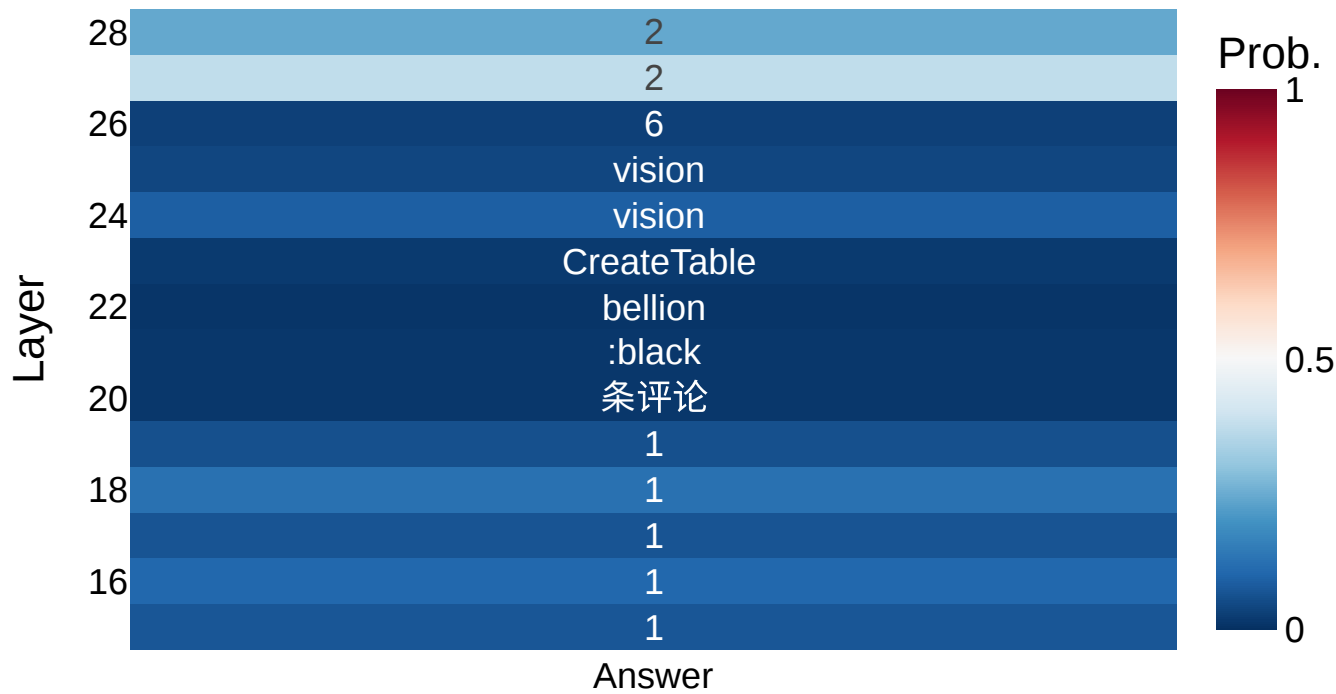 28
2
2
26
6
vision
24
vision
CreateTable
22
bellion
:black
20
条评论
1
18
1
1
16
1
1
Layer
Answer
Prob.
1
0.5
0